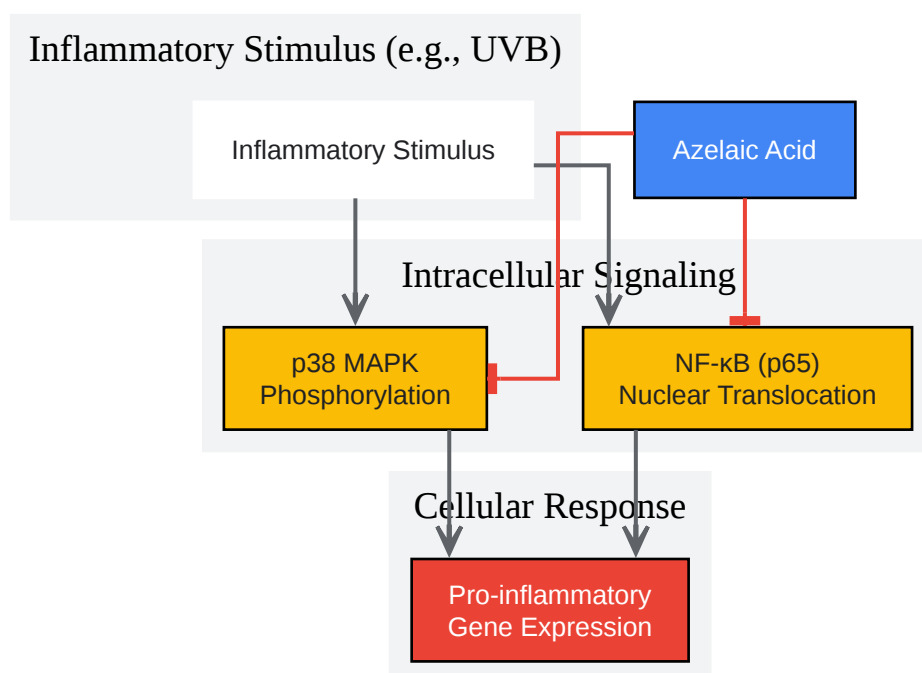 Inflammatory Stimulus (e.g., UVB)
Inflammatory Stimulus
Azelaic Acid
Intracellular Signaling
p38 MAPK
Phosphorylation
NF-κB (p65)
Nuclear Translocation
Cellular Response
Pro-inflammatory
Gene Expression